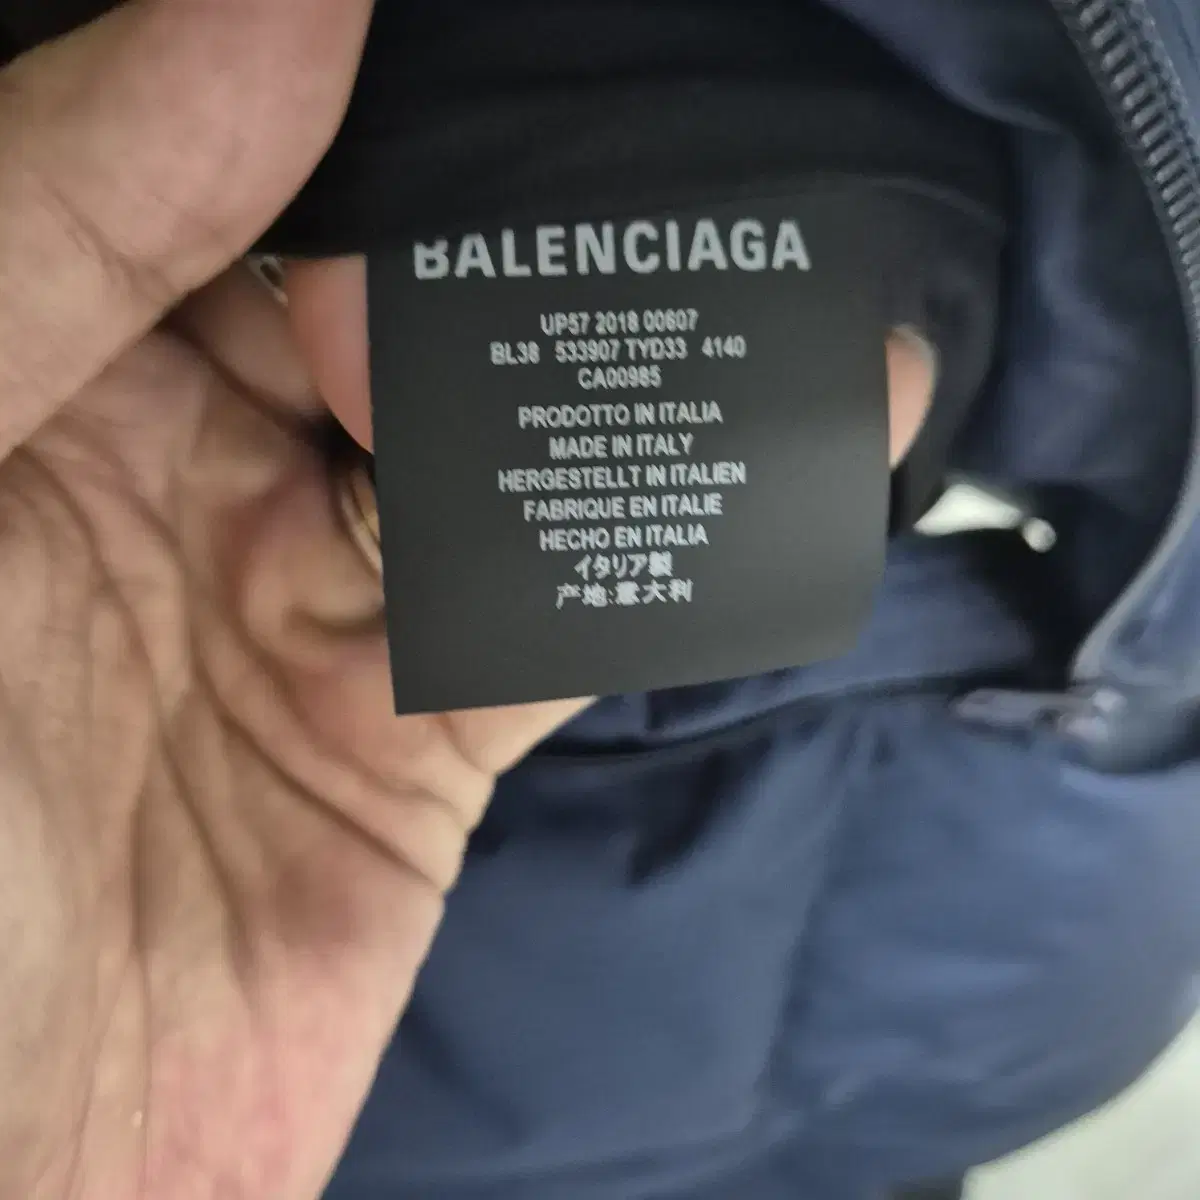 BALENCIAGA
UP57 2018 00607
BL38 533907 TYD33 4140
CA00985
PRODOTTO IN ITALIA
MADE IN ITALY
HERGESTELLT IN ITALIEN
FABRIQUE EN ITALIE
HECHO EN ITALIA
イタリア製
产地:意大利